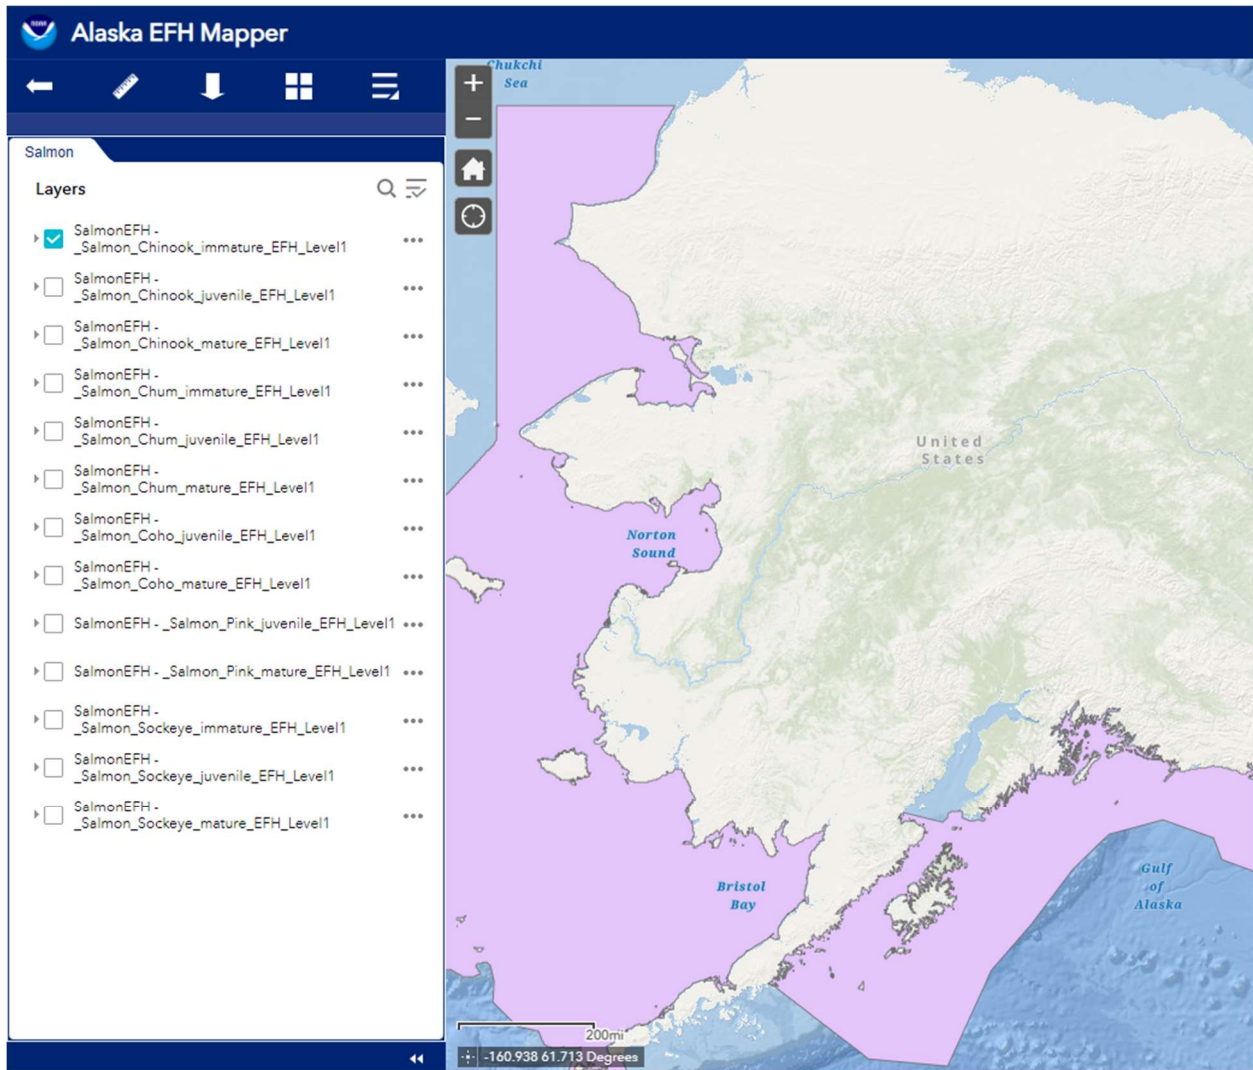 NOAA
Alaska EFH Mapper
Salmon
Layers
SalmonEFH -
_Salmon_Chinook_immature_EFH_Level1
SalmonEFH -
_Salmon_Chinook_juvenile_EFH_Level1
SalmonEFH -
_Salmon_Chinook_mature_EFH_Level1
SalmonEFH -
_Salmon_Chum_immature_EFH_Level1
SalmonEFH -
_Salmon_Chum_juvenile_EFH_Level1
SalmonEFH -
_Salmon_Chum_mature_EFH_Level1
SalmonEFH -
_Salmon_Coho_juvenile_EFH_Level1
SalmonEFH -
_Salmon_Coho_mature_EFH_Level1
SalmonEFH - _Salmon_Pink_juvenile_EFH_Level1
SalmonEFH - _Salmon_Pink_mature_EFH_Level1
SalmonEFH -
_Salmon_Sockeye_immature_EFH_Level1
SalmonEFH -
_Salmon_Sockeye_juvenile_EFH_Level1
SalmonEFH -
_Salmon_Sockeye_mature_EFH_Level1
Chukchi
Sea
United
States
Norton
Sound
Bristol
Bay
Gulf
of
Alaska
200mi
-160.938 61.713 Degrees